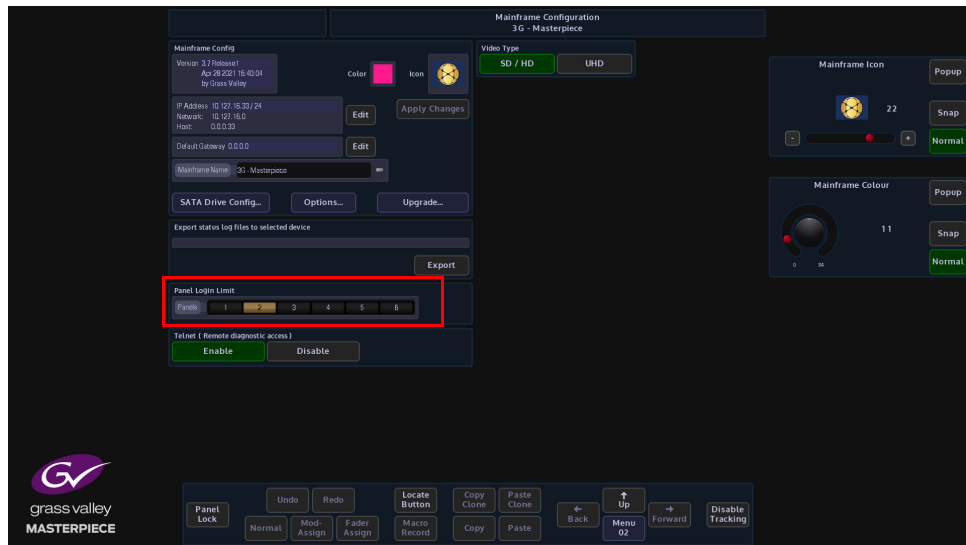 Mainframe Configuration
3G - Masterpiece
Mainframe Config
Version 3.7 Release1
Apr 28 2021 16:40:04
by Grass Valley
Color
Icon
IP Address 10.127.16.33 / 24
Network: 10.127.16.0
Host: 0.0.0.33
Edit
Apply Changes
Default Gateway 0.0.0.0
Edit
Mainframe Name 3G - Masterpiece
SATA Drive Config...
Options...
Upgrade...
Export status log files to selected device
Export
Panel Login Limit
Panels 1 2 3 4 5 6
Telnet ( Remote diagnostic access )
Enable
Disable
Video Type
SD / HD
UHD
Mainframe Icon
22
- +
Popup
Snap
Normal
Mainframe Colour
11
0 94
Popup
Snap
Normal
GV
grass valley
MASTERPIECE
Panel Lock
Undo
Redo
Normal
Mod- Assign
Fader Assign
Locate Button
Macro Record
Copy Clone
Paste Clone
Copy
Paste
Back
Up
Menu 02
Forward
Disable Tracking